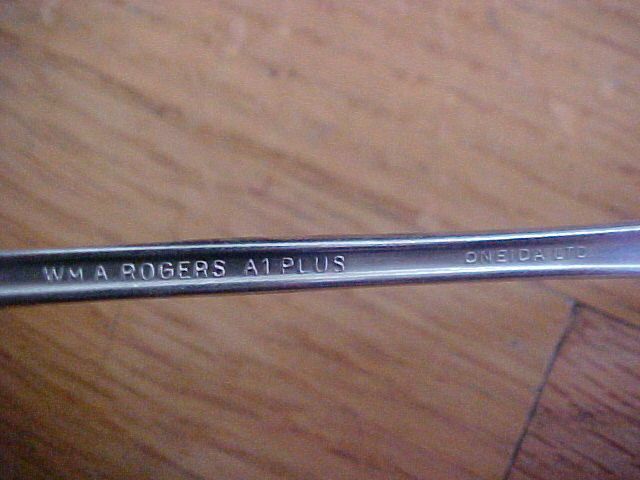 WM A ROGERS A1 PLUS ONEIDA LTD